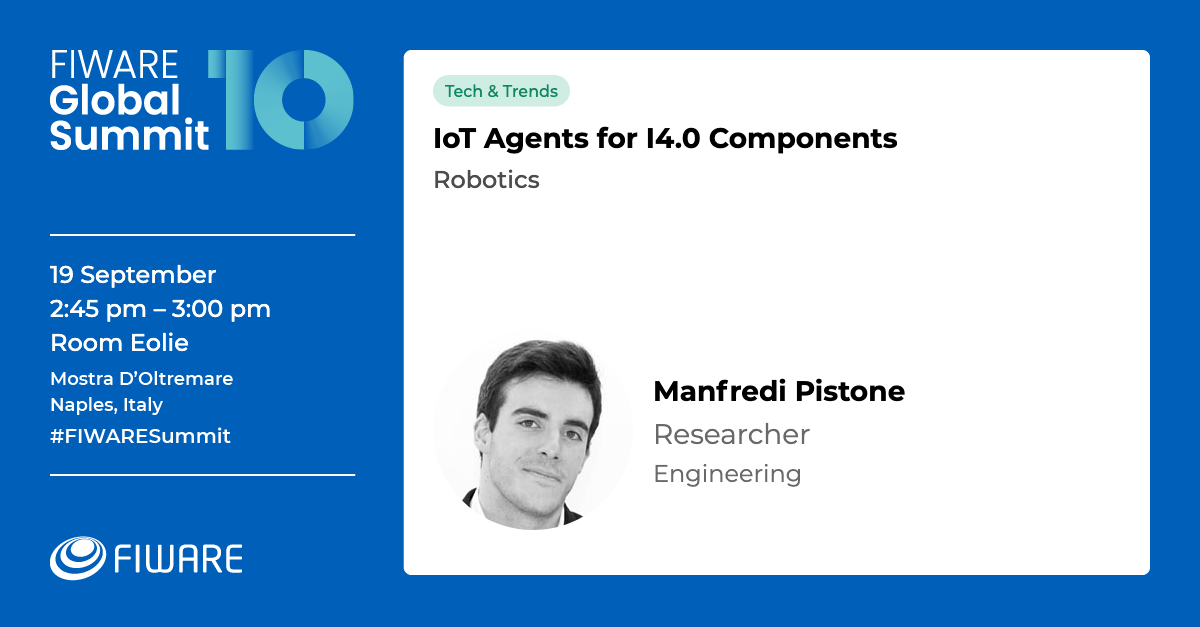 FIWARE
Global
Summit
10
19 September
2:45 pm – 3:00 pm
Room Eolie
Mostra D’Oltremare
Naples, Italy
#FIWARESummit
FIWARE
Tech & Trends
IoT Agents for I4.0 Components
Robotics
Manfredi Pistone
Researcher
Engineering